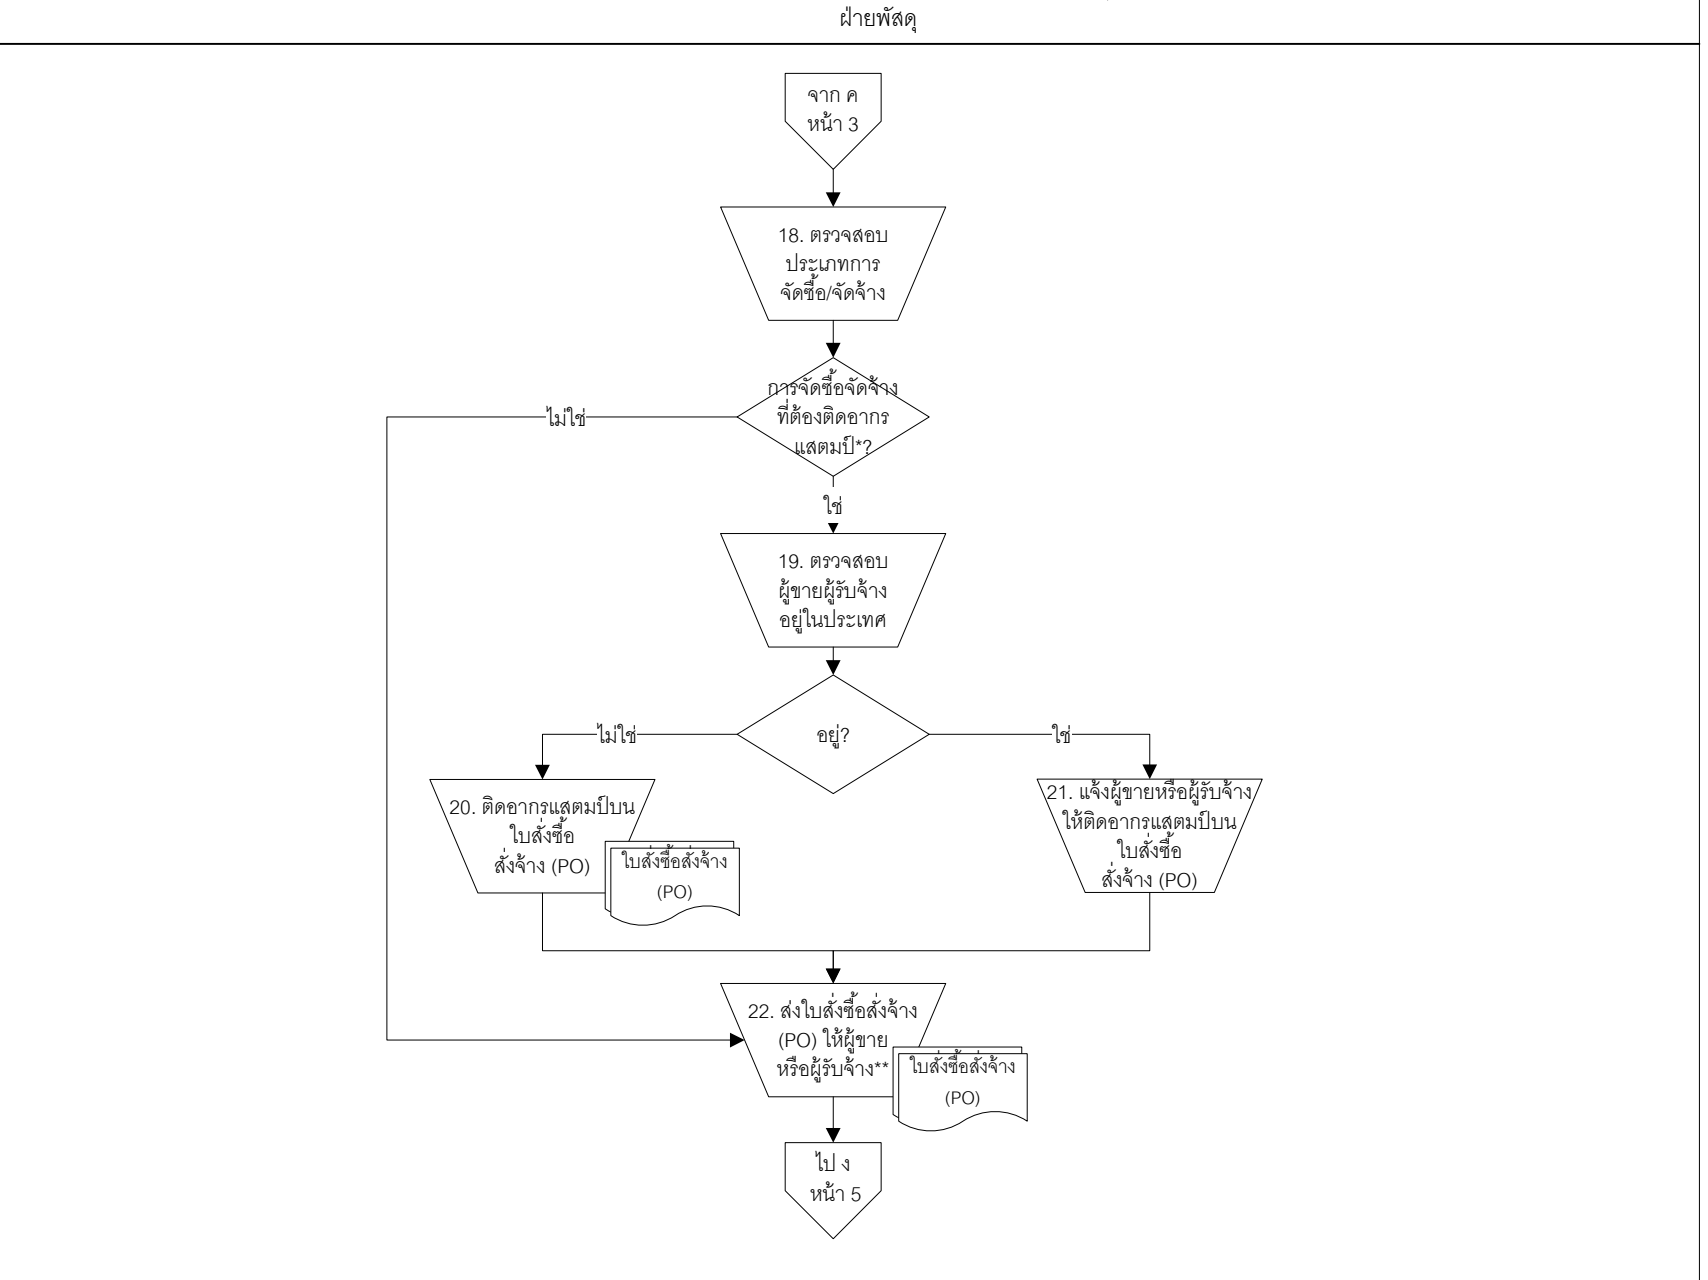 ฝ่ายพัสดุ
จาก ค
หน้า 3
18. ตรวจสอบ
ประเภทการ
จัดซื้อ/จัดจ้าง
การจัดซื้อจัดจ้าง
ที่ต้องติดอากร
แสตมป์*?
ไม่ใช่
ใช่
19. ตรวจสอบ
ผู้ขายผู้รับจ้าง
อยู่ในประเทศ
อยู่?
ไม่ใช่
ใช่
20. ติดอากรแสตมป์บน
ใบสั่งซื้อ
สั่งจ้าง (PO)
ใบสั่งซื้อสั่งจ้าง
(PO)
21. แจ้งผู้ขายหรือผู้รับจ้าง
ให้ติดอากรแสตมป์บน
ใบสั่งซื้อ
สั่งจ้าง (PO)
22. ส่งใบสั่งซื้อสั่งจ้าง
(PO) ให้ผู้ขาย
หรือผู้รับจ้าง**
ใบสั่งซื้อสั่งจ้าง
(PO)
ไป ง
หน้า 5